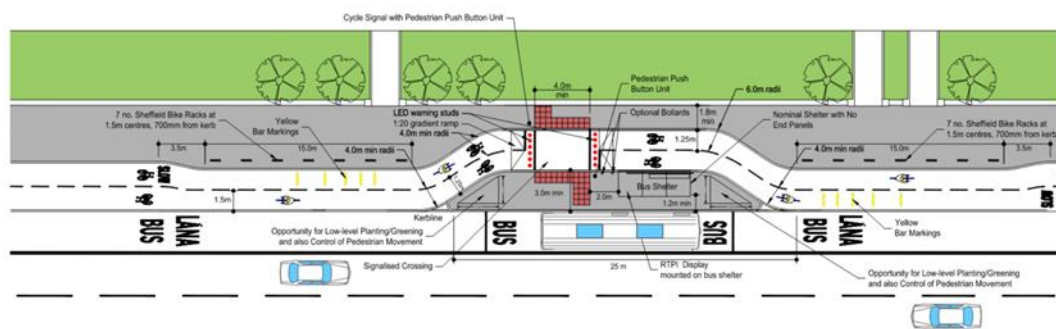 Cycle Signal with Pedestrian Push Button Unit
4.0m
min
Pedestrian Push
Button Unit
6.0m radii
LED warning studs
1:20 gradient ramp
4.0m min radii
Optional Bollards
1.8m
min
Nominal Shelter with No
End Panels
7 no. Sheffield Bike Racks at
1.5m centres, 700mm from kerb
Yellow
Bar Markings
7 no. Sheffield Bike Racks at
1.5m centres, 700mm from kerb
3.5m
15.0m
4.0m min radii
1.25m
4.0m min radii
15.0m
3.5m
SLOW
1.5m
3.0m min
2.0m
Bus Shelter
1.2m min
Kerbline
LÁNA
BUS
BUS
BUS
LÁNA
BUS
Yellow
Bar Markings
Opportunity for Low-level Planting/Greening
and also Control of Pedestrian Movement
Signalised Crossing
25 m
RTPI. Display
mounted on bus shelter
Opportunity for Low-level Planting/Greening
and also Control of Pedestrian Movement